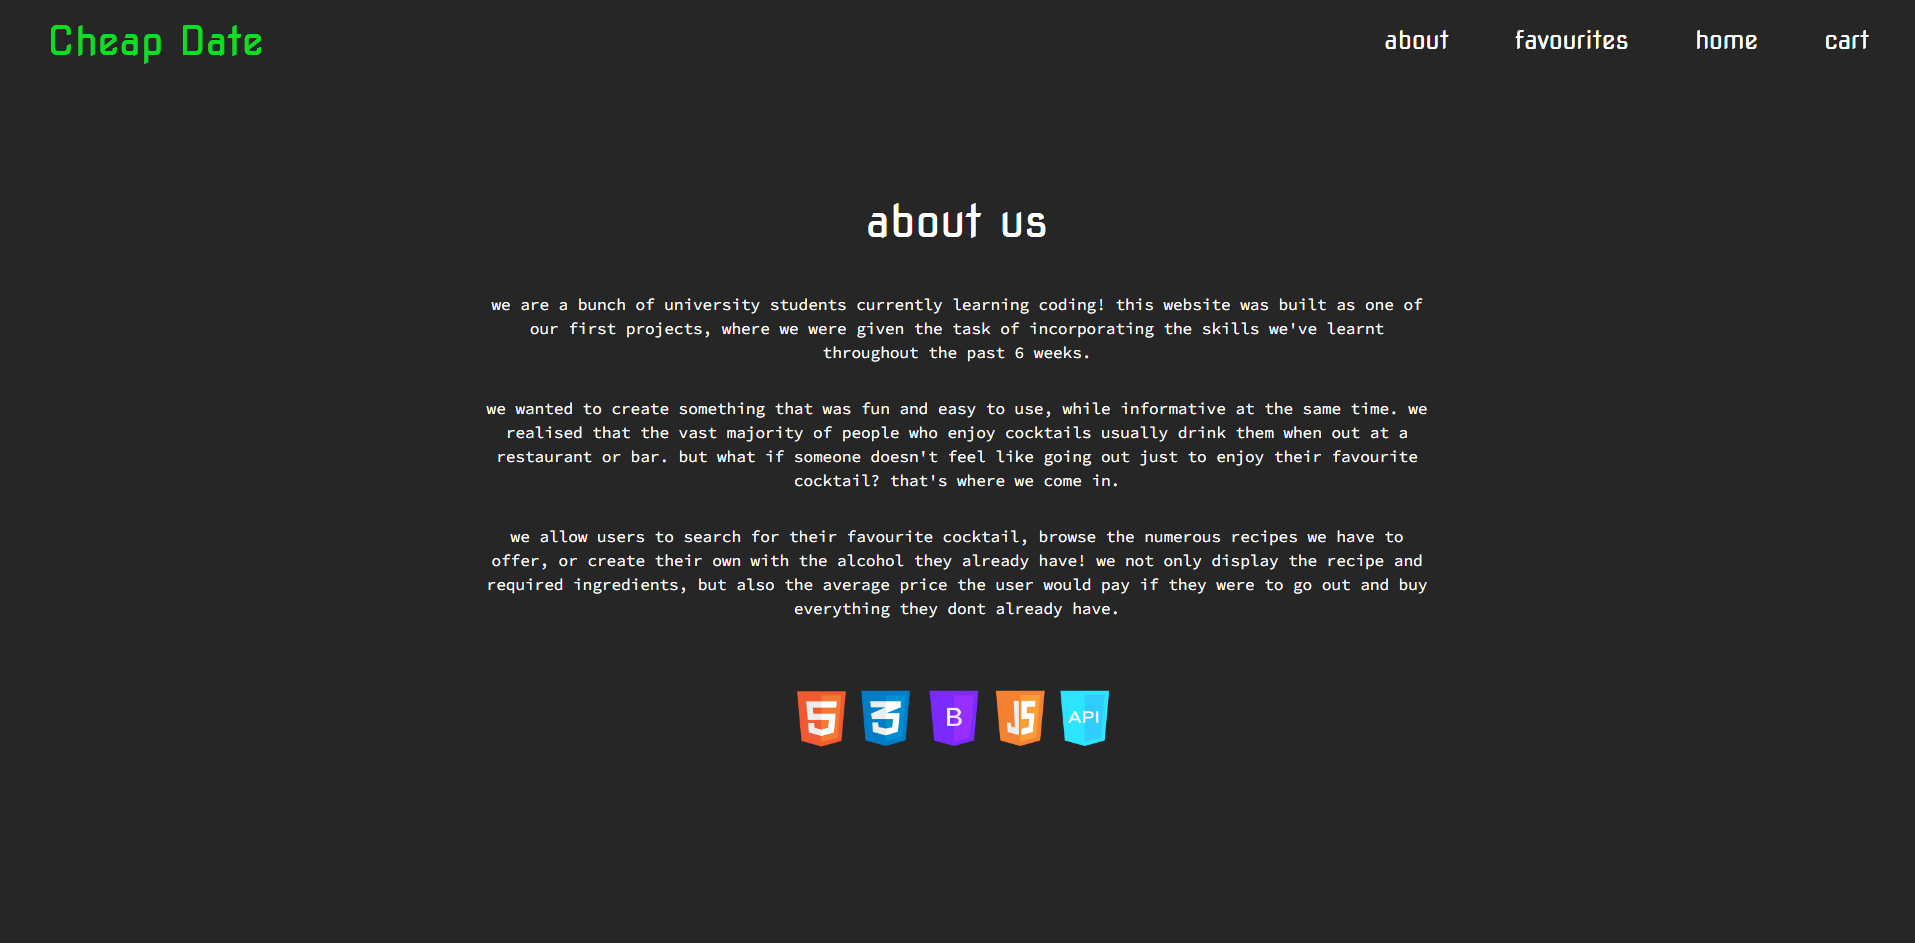 Cheap Date
about favourites home cart
about us
we are a bunch of university students currently learning coding! this website was built as one of
our first projects, where we were given the task of incorporating the skills we've learnt
throughout the past 6 weeks.
we wanted to create something that was fun and easy to use, while informative at the same time. we
realised that the vast majority of people who enjoy cocktails usually drink them when out at a
restaurant or bar. but what if someone doesn't feel like going out just to enjoy their favourite
cocktail? that's where we come in.
we allow users to search for their favourite cocktail, browse the numerous recipes we have to
offer, or create their own with the alcohol they already have! we not only display the recipe and
required ingredients, but also the average price the user would pay if they were to go out and buy
everything they dont already have.
5 3 B JS API